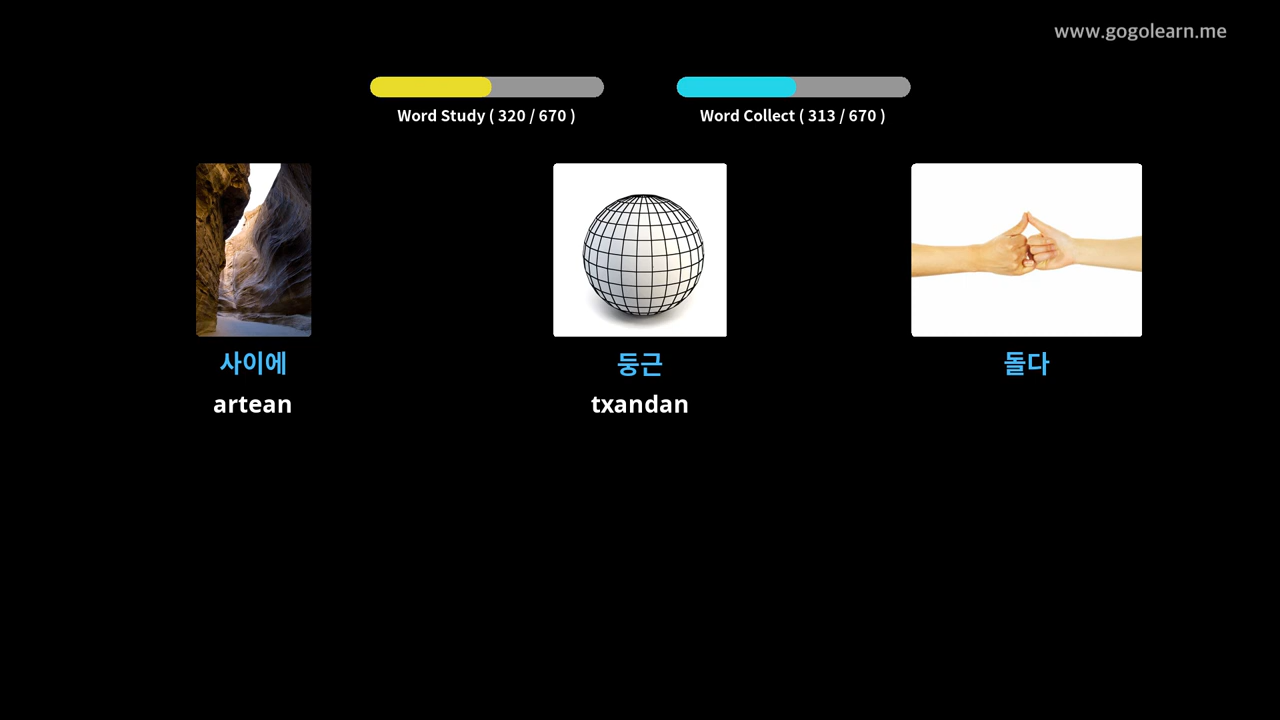 www.gogolearn.me
Word Study ( 320 / 670 )
Word Collect ( 313 / 670 )
사이에
artean
둥근
txandan
돌다